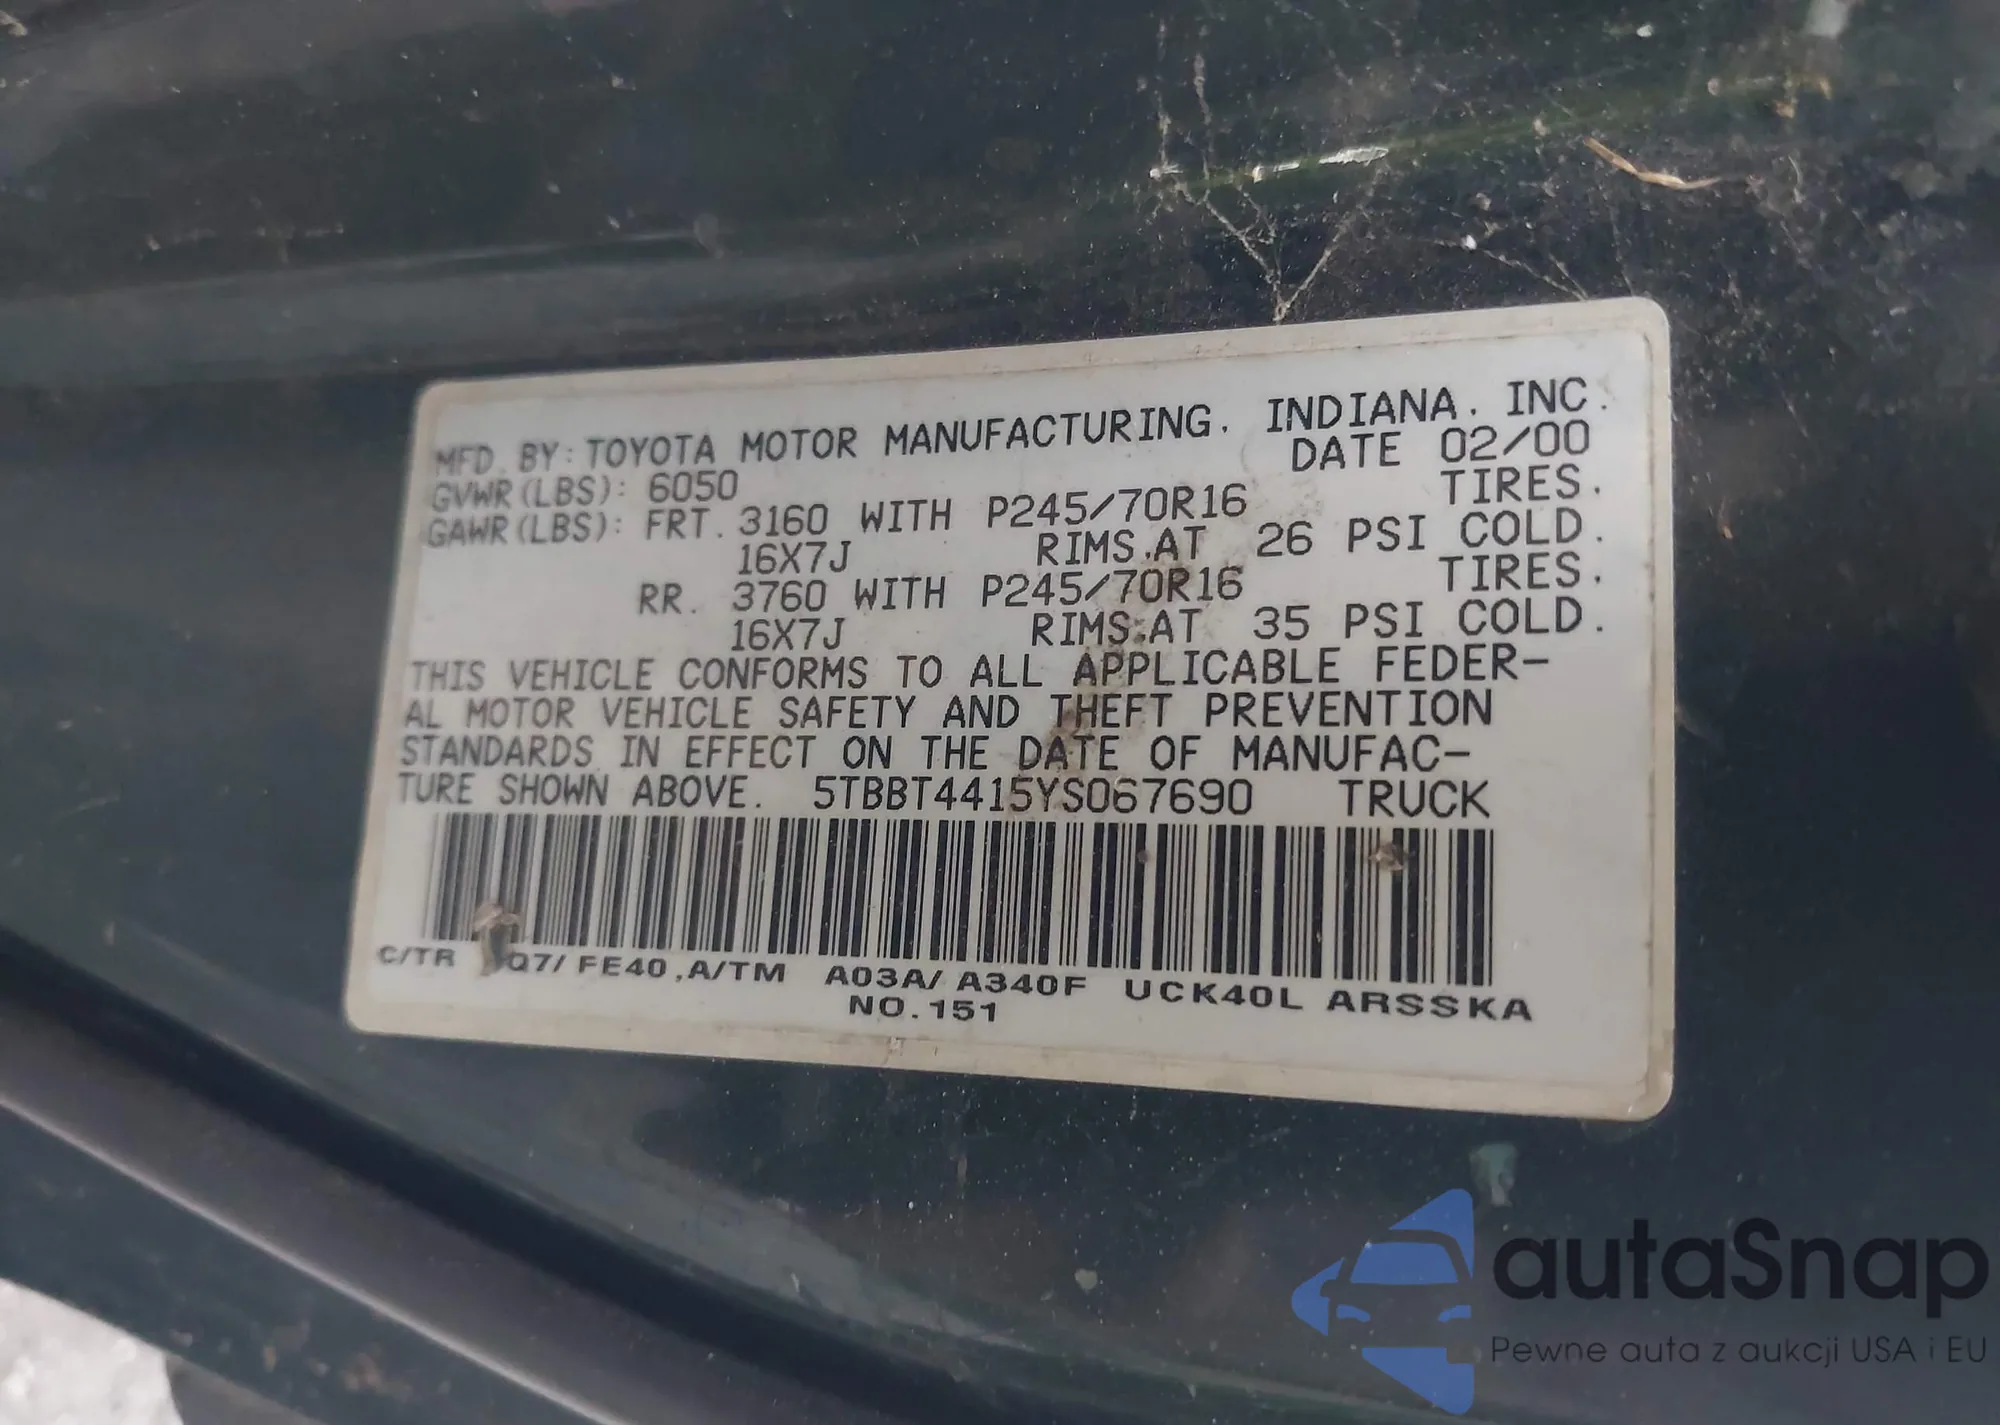 MFD. BY: TOYOTA MOTOR MANUFACTURING, INDIANA, INC.
GVWR(LBS): 6050 DATE 02/00
GAWR(LBS): FRT. 3160 WITH P245/70R16 TIRES.
16X7J RIMS.AT 26 PSI COLD.
RR. 3760 WITH P245/70R16 TIRES.
16X7J RIMS.AT 35 PSI COLD.
THIS VEHICLE CONFORMS TO ALL APPLICABLE FEDER-
AL MOTOR VEHICLE SAFETY AND THEFT PREVENTION
STANDARDS IN EFFECT ON THE DATE OF MANUFAC-
TURE SHOWN ABOVE. 5TBBT4415YS067690 TRUCK
C/TR Q7/FE40,A/TM A03A/A340F UCK40L ARSSKA
NO.151
autaSnap
Pewne auta z aukcji USA i EU